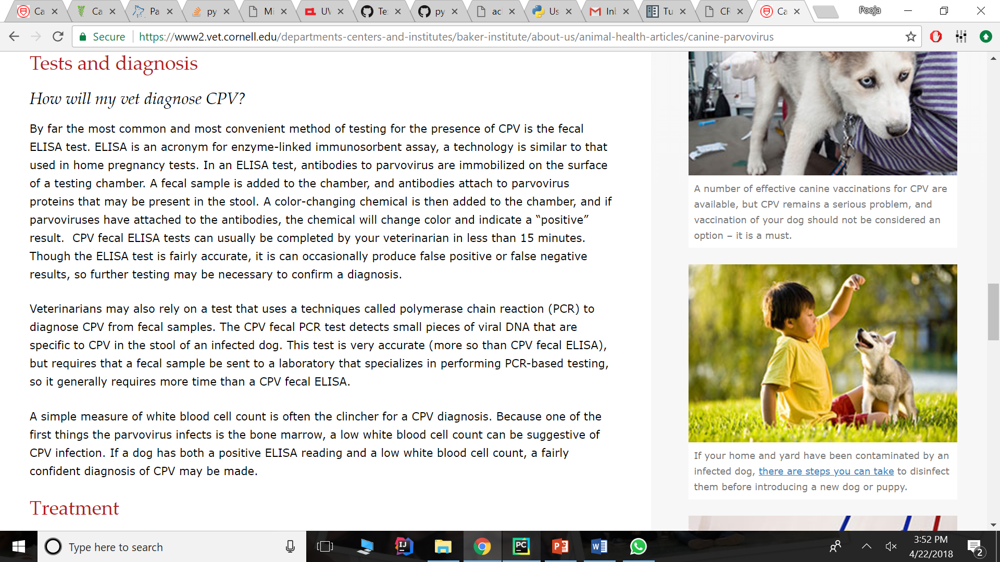 Ca
Ca
Pa
py
Mi
UW
Te:
py
ac
Us
Inl
Tu
CR
Ca
Pooja
Secure
https://www2.vet.cornell.edu/departments-centers-and-institutes/baker-institute/about-us/animal-health-articles/canine-parvovirus
Tests and diagnosis
How will my vet diagnose CPV?
By far the most common and most convenient method of testing for the presence of CPV is the fecal
ELISA test. ELISA is an acronym for enzyme-linked immunosorbent assay, a technology is similar to that
used in home pregnancy tests. In an ELISA test, antibodies to parvovirus are immobilized on the surface
of a testing chamber. A fecal sample is added to the chamber, and antibodies attach to parvovirus
proteins that may be present in the stool. A color-changing chemical is then added to the chamber, and if
parvoviruses have attached to the antibodies, the chemical will change color and indicate a “positive”
result.  CPV fecal ELISA tests can usually be completed by your veterinarian in less than 15 minutes.
Though the ELISA test is fairly accurate, it is can occasionally produce false positive or false negative
results, so further testing may be necessary to confirm a diagnosis.
Veterinarians may also rely on a test that uses a techniques called polymerase chain reaction (PCR) to
diagnose CPV from fecal samples. The CPV fecal PCR test detects small pieces of viral DNA that are
specific to CPV in the stool of an infected dog. This test is very accurate (more so than CPV fecal ELISA),
but requires that a fecal sample be sent to a laboratory that specializes in performing PCR-based testing,
so it generally requires more time than a CPV fecal ELISA.
A simple measure of white blood cell count is often the clincher for a CPV diagnosis. Because one of the
first things the parvovirus infects is the bone marrow, a low white blood cell count can be suggestive of
CPV infection. If a dog has both a positive ELISA reading and a low white blood cell count, a fairly
confident diagnosis of CPV may be made.
Treatment
A number of effective canine vaccinations for CPV are
available, but CPV remains a serious problem, and
vaccination of your dog should not be considered an
option – it is a must.
If your home and yard have been contaminated by an
infected dog, there are steps you can take to disinfect
them before introducing a new dog or puppy.
Type here to search
IJ
PC
P
W
3:52 PM
4/22/2018
2